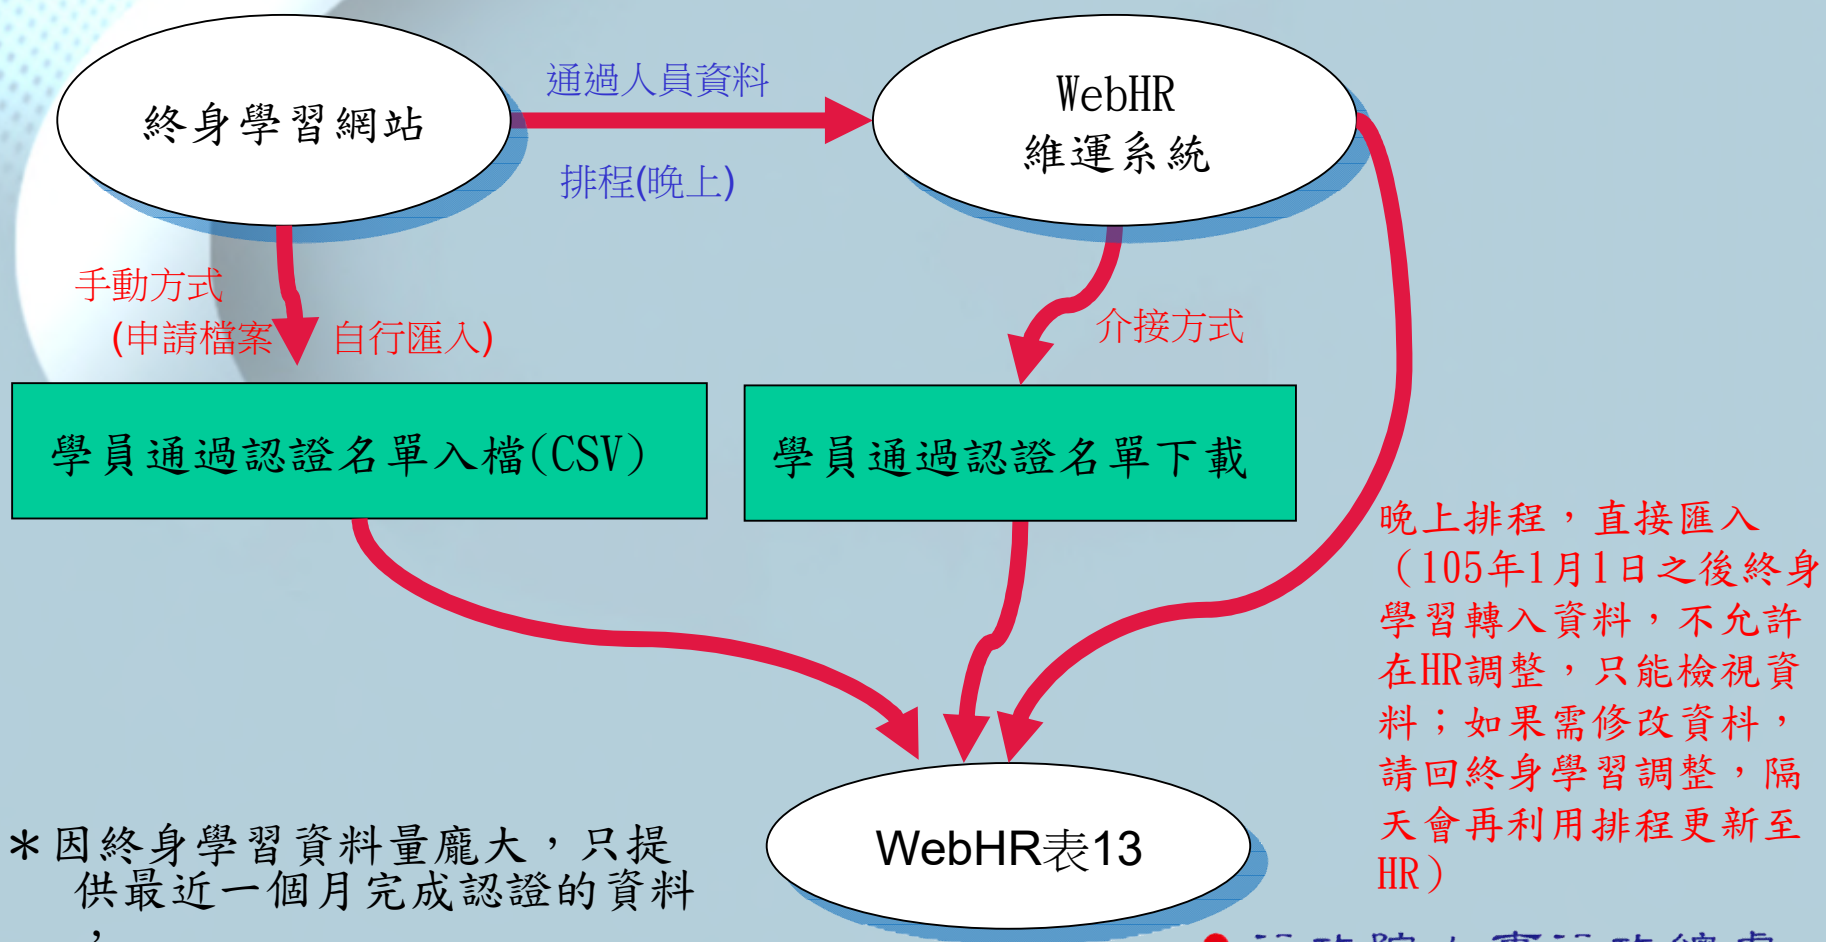 終身學習網站
通過人員資料
排程(晚上)
WebHR
維運系統
手動方式
(申請檔案 自行匯入)
介接方式
學員通過認證名單入檔(CSV)
學員通過認證名單下載
晚上排程，直接匯入
（105年1月1日之後終身
學習轉入資料，不允許
在HR調整，只能檢視資
料；如果需修改資料，
請回終身學習調整，隔
天會再利用排程更新至
HR）
WebHR表13
＊因終身學習資料量龐大，只提
供最近一個月完成認證的資料
，